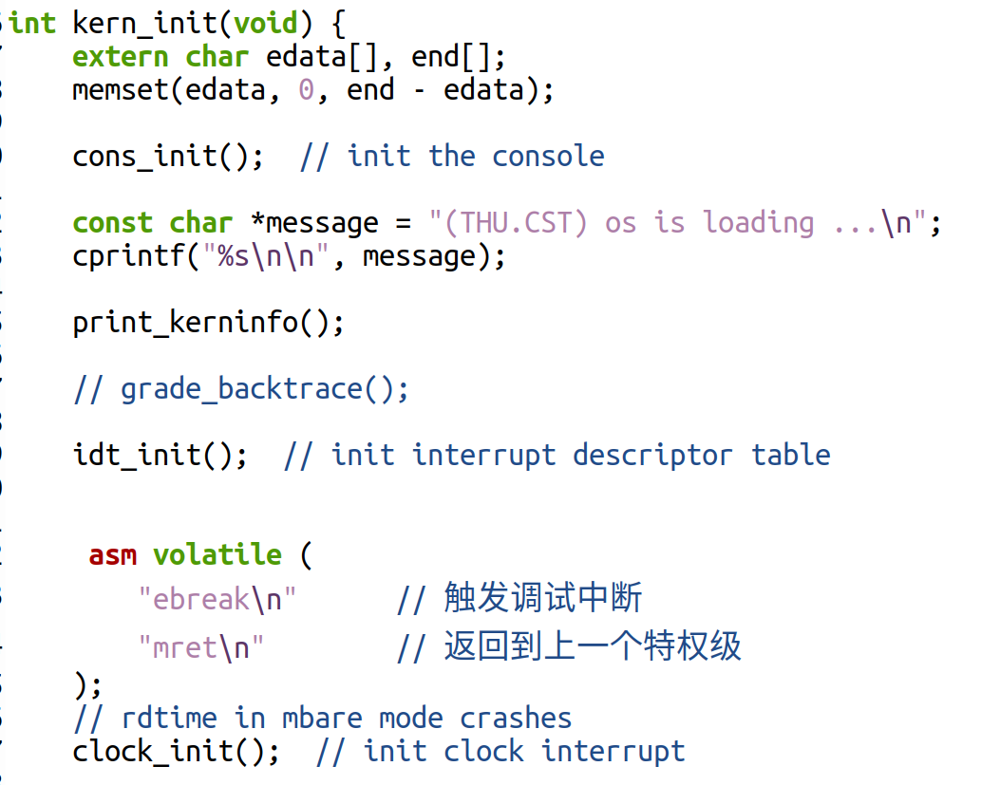 int kern_init(void) {
    extern char edata[], end[];
    memset(edata, 0, end - edata);

    cons_init();  // init the console

    const char *message = "(THU.CST) os is loading ...\n";
    cprintf("%s\n\n", message);

    print_kerninfo();

    // grade_backtrace();

    idt_init();  // init interrupt descriptor table


     asm volatile (
        "ebreak\n"      // 触发调试中断
        "mret\n"        // 返回到上一个特权级
    );
    // rdtime in mbare mode crashes
    clock_init();  // init clock interrupt